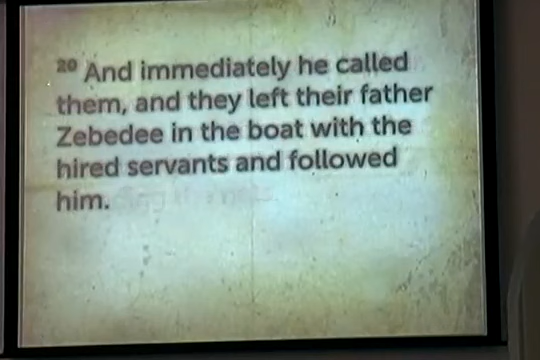 20 And immediately he called
them, and they left their father
Zebedee in the boat with the
hired servants and followed
him.